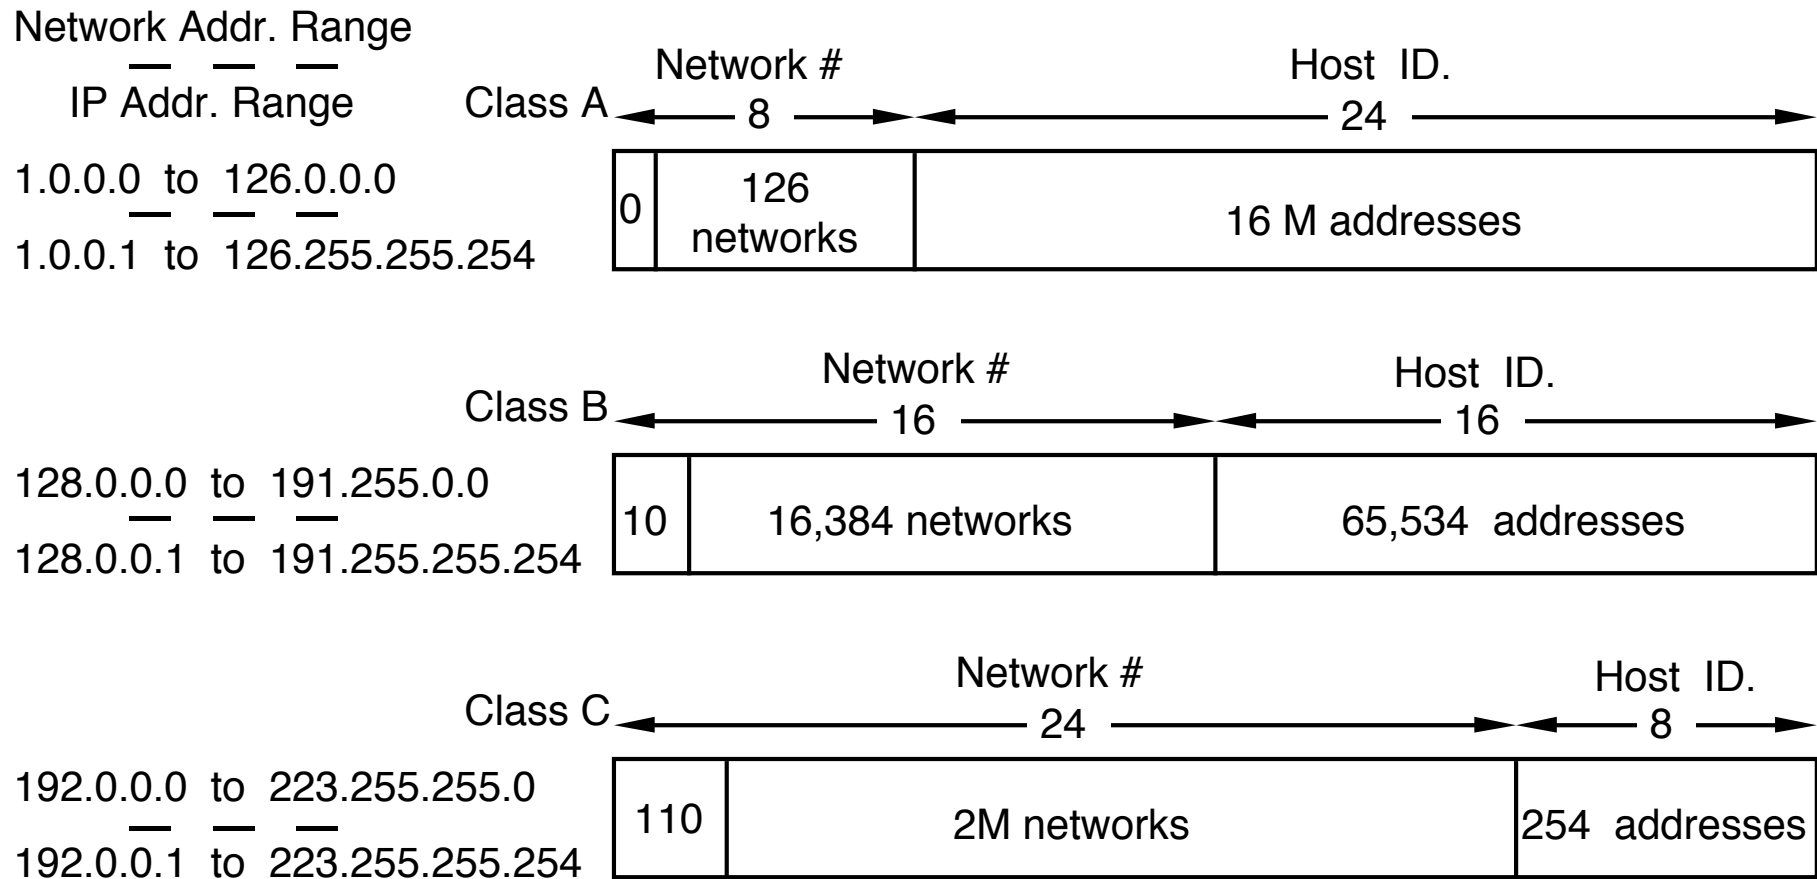 Network Addr. Range
IP Addr. Range
Class A
Network #
8
Host ID.
24
1.0.0.0 to 126.0.0.0
1.0.0.1 to 126.255.255.254
0
126
networks
16 M addresses
Class B
Network #
16
Host ID.
16
128.0.0.0 to 191.255.0.0
128.0.0.1 to 191.255.255.254
10
16,384 networks
65,534 addresses
Class C
Network #
24
Host ID.
8
192.0.0.0 to 223.255.255.0
192.0.0.1 to 223.255.255.254
110
2M networks
254 addresses